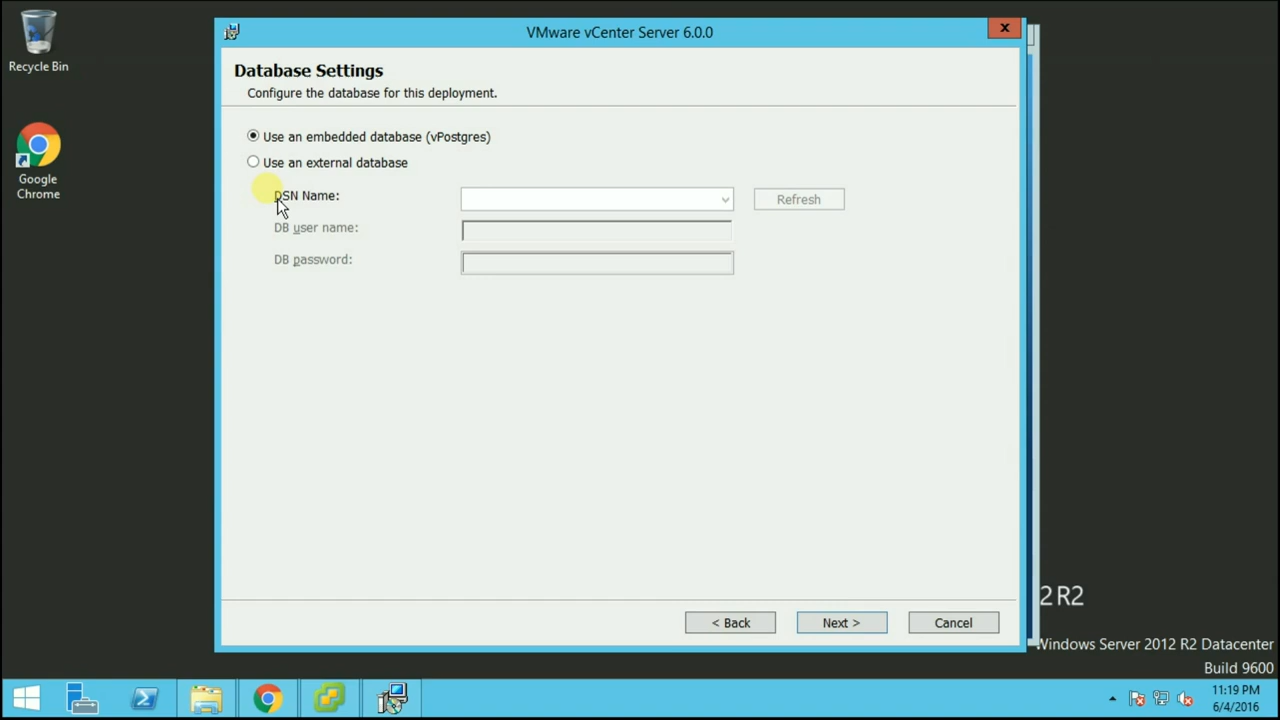 VMware vCenter Server 6.0.0
Recycle Bin
Google
Chrome
Database Settings
Configure the database for this deployment.
Use an embedded database (vPostgres)
Use an external database
DSN Name:
Refresh
DB user name:
DB password:
< Back
Next >
Cancel
2 R2
Windows Server 2012 R2 Datacenter
Build 9600
11:19 PM
6/4/2016